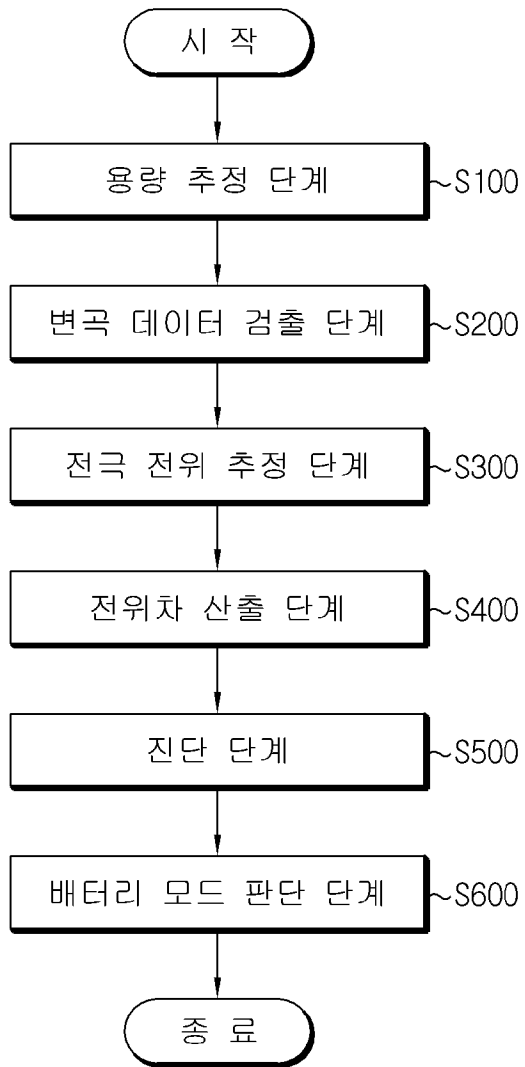 시 작
용량 추정 단계 ~S100
변곡 데이터 검출 단계 ~S200
전극 전위 추정 단계 ~S300
전위차 산출 단계 ~S400
진단 단계 ~S500
배터리 모드 판단 단계 ~S600
종 료